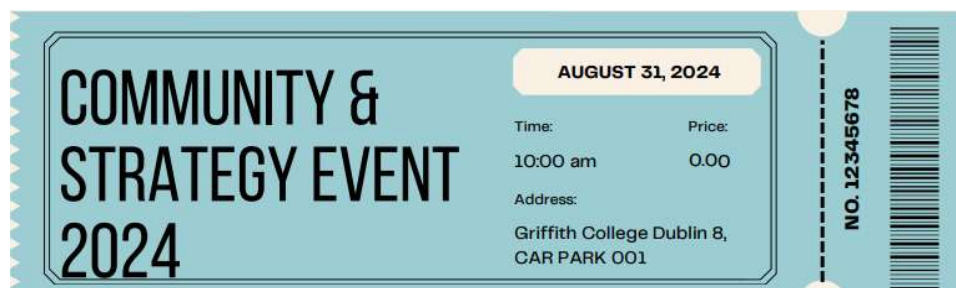 COMMUNITY &
STRATEGY EVENT
2024
AUGUST 31, 2024
Time: Price:
10:00 am 0.00
Address:
Griffith College Dublin 8,
CAR PARK 001
NO. 12345678